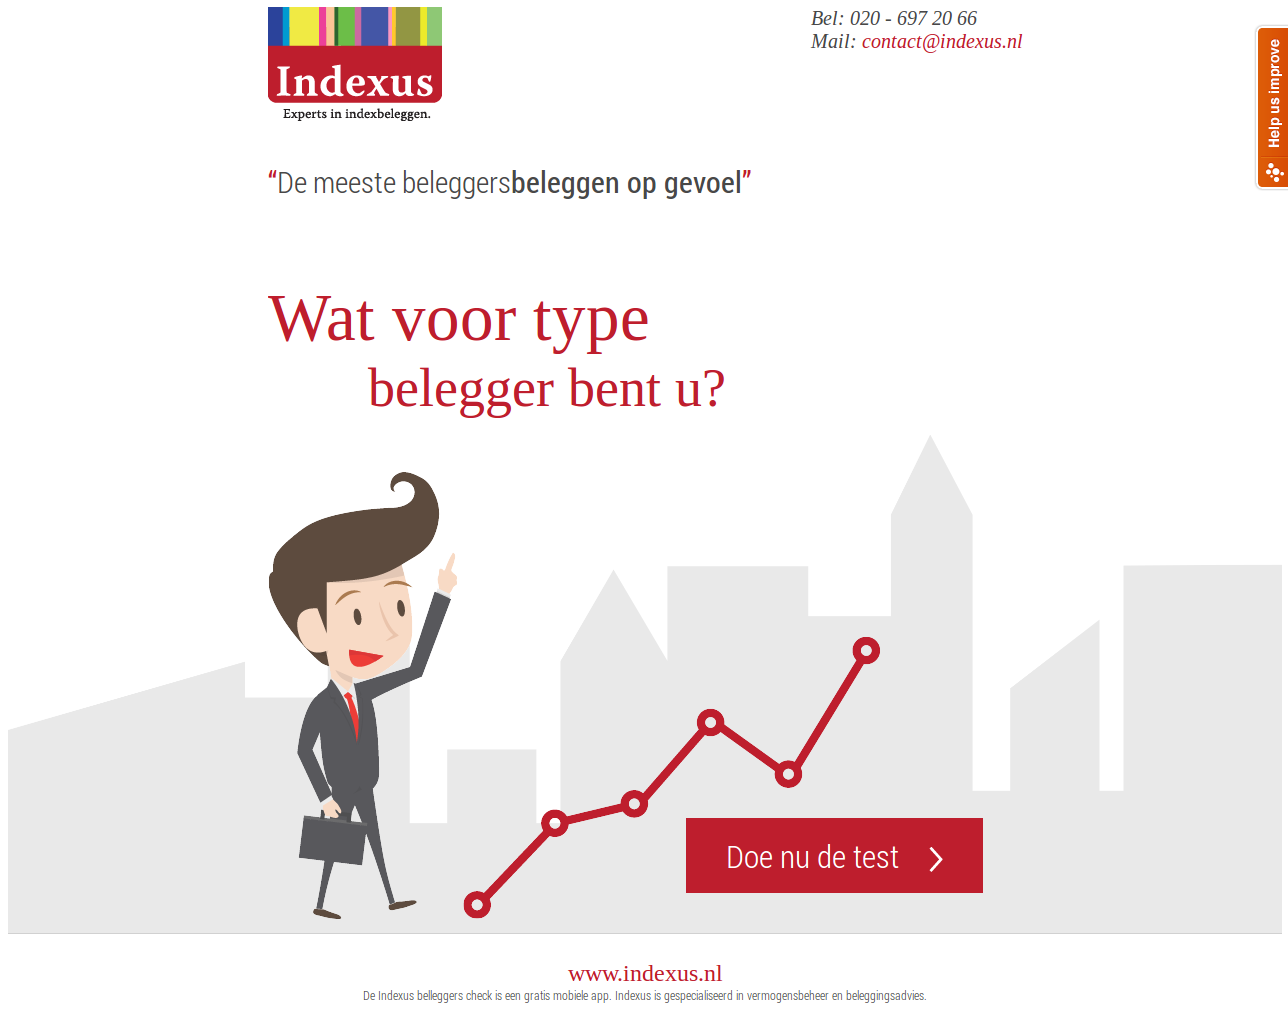 Indexus
Experts in indexbeleggen.
Bel: 020 - 697 20 66
Mail: contact@indexus.nl
Help us improve
“De meeste beleggersbeleggen op gevoel”
Wat voor type
belegger bent u?
Doe nu de test
www.indexus.nl
De Indexus belleggers check is een gratis mobiele app. Indexus is gespecialiseerd in vermogensbeheer en beleggingsadvies.